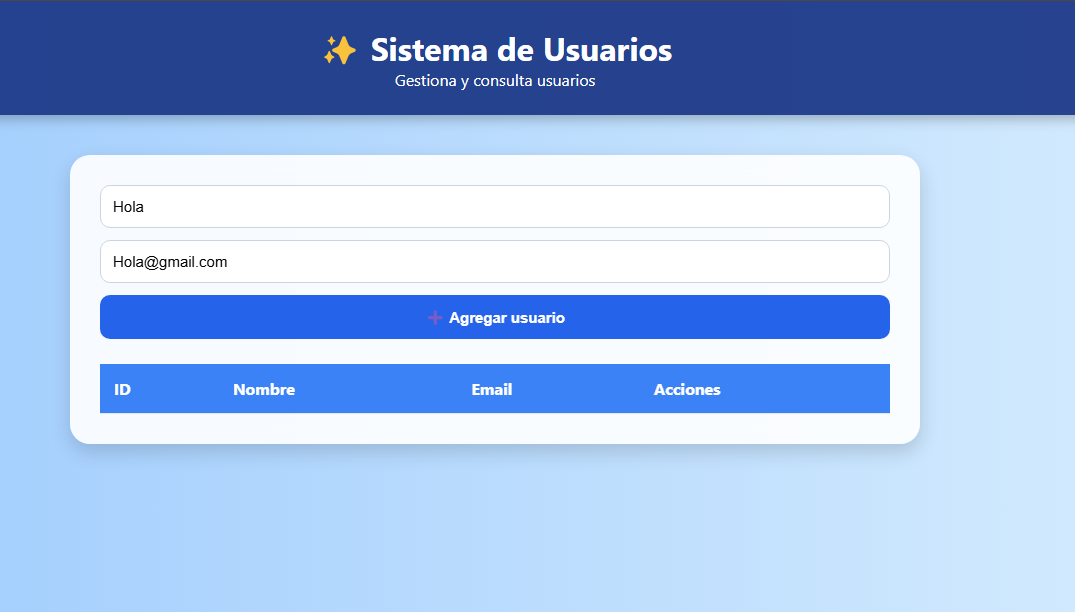 ✨ Sistema de Usuarios
Gestiona y consulta usuarios
Hola
Hola@gmail.com
➕ Agregar usuario
ID Nombre Email Acciones